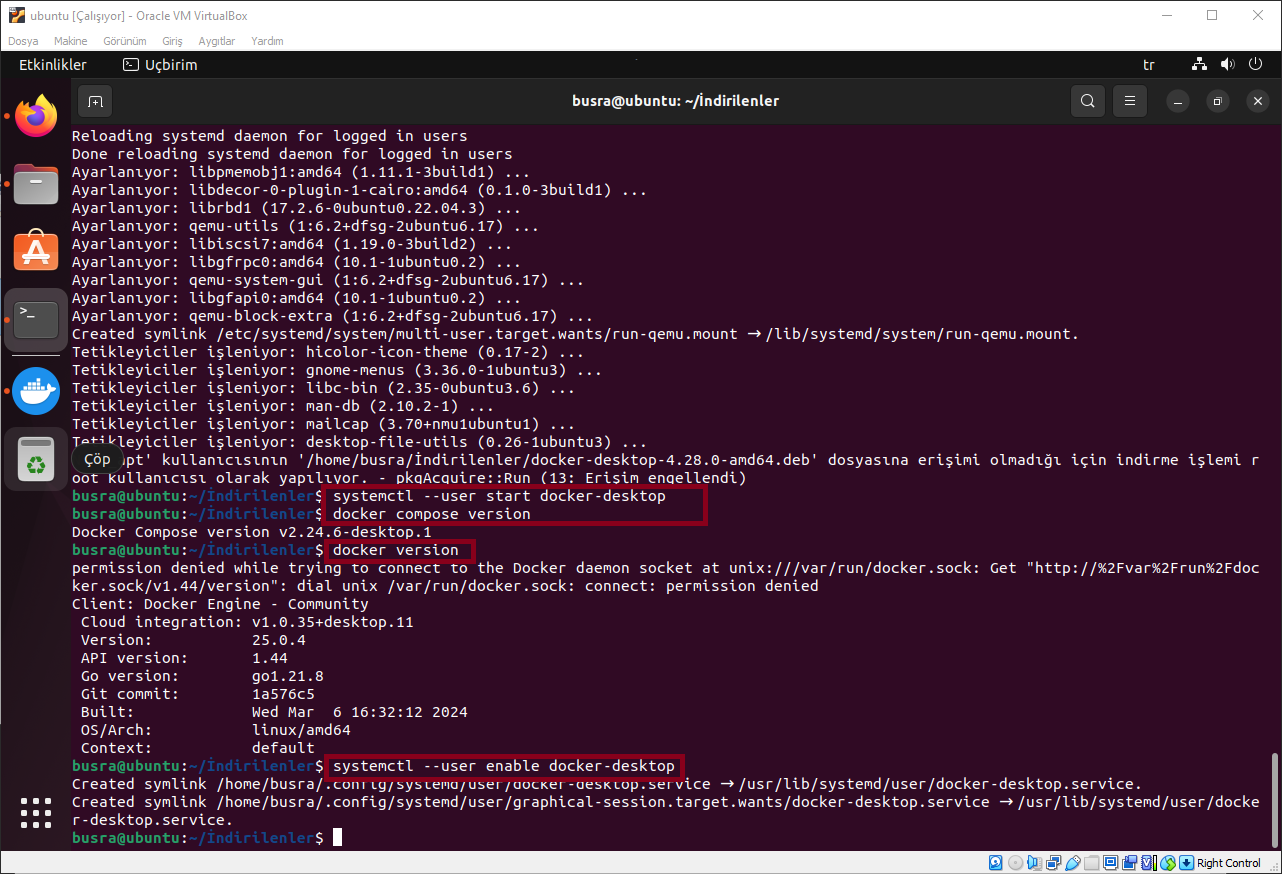 ubuntu [Çalışıyor] - Oracle VM VirtualBox
Dosya Makine Görünüm Giriş Aygıtlar Yardım
Etkinlikler Uçbirim tr
busra@ubuntu: ~/İndirilenler
Reloading systemd daemon for logged in users
Done reloading systemd daemon for logged in users
Ayarlanıyor: libpmemobj1:amd64 (1.11.1-3build1) ...
Ayarlanıyor: libdecor-0-plugin-1-cairo:amd64 (0.1.0-3build1) ...
Ayarlanıyor: librbd1 (17.2.6-0ubuntu0.22.04.3) ...
Ayarlanıyor: qemu-utils (1:6.2+dfsg-2ubuntu6.17) ...
Ayarlanıyor: libiscsi7:amd64 (1.19.0-3build2) ...
Ayarlanıyor: libgfrpc0:amd64 (10.1-1ubuntu0.2) ...
Ayarlanıyor: qemu-system-gui (1:6.2+dfsg-2ubuntu6.17) ...
Ayarlanıyor: libgfapi0:amd64 (10.1-1ubuntu0.2) ...
Ayarlanıyor: qemu-block-extra (1:6.2+dfsg-2ubuntu6.17) ...
Created symlink /etc/systemd/system/multi-user.target.wants/run-qemu.mount → /lib/systemd/system/run-qemu.mount.
Tetikleyiciler işleniyor: hicolor-icon-theme (0.17-2) ...
Tetikleyiciler işleniyor: gnome-menus (3.36.0-1ubuntu3) ...
Tetikleyiciler işleniyor: libc-bin (2.35-0ubuntu3.6) ...
Tetikleyiciler işleniyor: man-db (2.10.2-1) ...
Tetikleyiciler işleniyor: mailcap (3.70+nmu1ubuntu1) ...
Tetikleyiciler işleniyor: desktop-file-utils (0.26-1ubuntu3) ...
Çöp
pt' kullanıcısının '/home/busra/İndirilenler/docker-desktop-4.28.0-amd64.deb' dosyasına erişimi olmadığı için indirme işlemi r
oot kullanıcısı olarak yapılıyor. - pkgAcquire::Run (13: Erişim engellendi)
busra@ubuntu:~/İndirilenler$ systemctl --user start docker-desktop
busra@ubuntu:~/İndirilenler$ docker compose version
Docker Compose version v2.24.6-desktop.1
busra@ubuntu:~/İndirilenler$ docker version
permission denied while trying to connect to the Docker daemon socket at unix:///var/run/docker.sock: Get "http://%2Fvar%2Frun%2Fdoc
ker.sock/v1.44/version": dial unix /var/run/docker.sock: connect: permission denied
Client: Docker Engine - Community
Cloud integration: v1.0.35+desktop.11
Version: 25.0.4
API version: 1.44
Go version: go1.21.8
Git commit: 1a576c5
Built: Wed Mar 6 16:32:12 2024
OS/Arch: linux/amd64
Context: default
busra@ubuntu:~/İndirilenler$ systemctl --user enable docker-desktop
Created symlink /home/busra/.config/systemd/user/docker-desktop.service → /usr/lib/systemd/user/docker-desktop.service.
Created symlink /home/busra/.config/systemd/user/graphical-session.target.wants/docker-desktop.service → /usr/lib/systemd/user/docke
r-desktop.service.
busra@ubuntu:~/İndirilenler$
Right Control